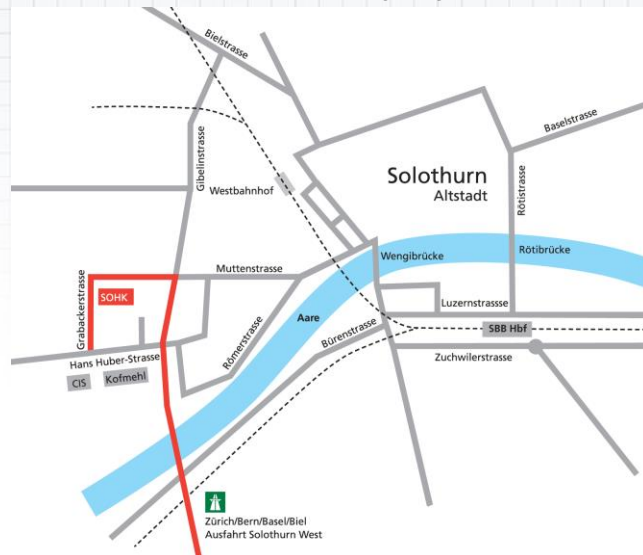 Bielstrasse
Baselstrasse
Gibelinstrasse
Westbahnhof
Solothurn
Altstadt
Rötistrasse
Wengibrücke
Rötibrücke
Muttenstrasse
Grabackerstrasse
SOHK
Aare
Luzernstrassse
SBB Hbf
Römerstrasse
Bürenstrasse
Zuchwilerstrasse
Hans Huber-Strasse
CIS
Kofmehl
Zürich/Bern/Basel/Biel
Ausfahrt Solothurn West